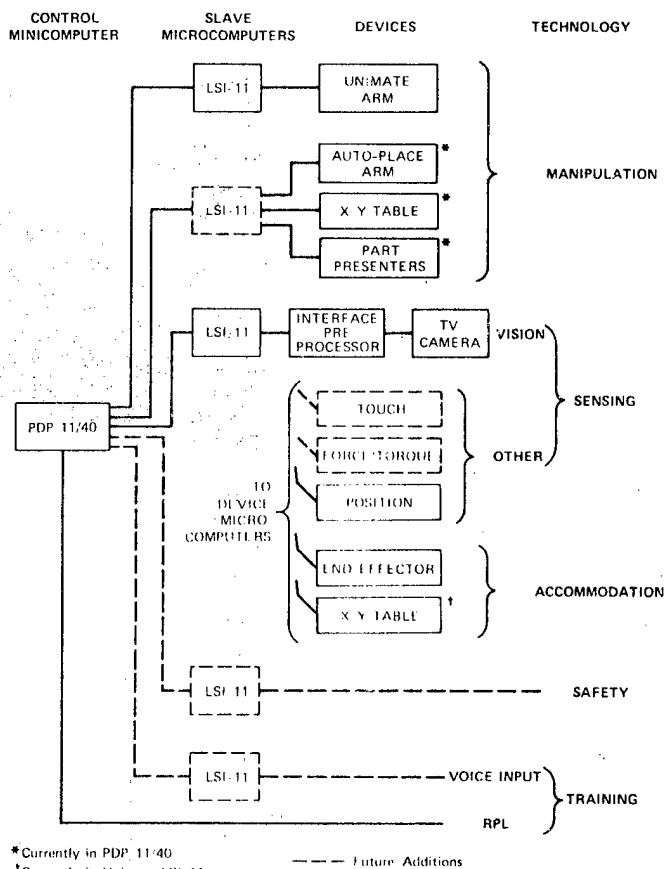 CONTROL
MINICOMPUTER
SLAVE
MICROCOMPUTERS
DEVICES
TECHNOLOGY
LSI-11
UNIMATE
ARM
AUTO-PLACE
ARM
*
LSI-11
X Y TABLE
*
PART
PRESENTERS
*
MANIPULATION
LSI-11
INTERFACE
PRE
PROCESSOR
TV
CAMERA
VISION
SENSING
PDP 11/40
TO
DEVICE
MICRO
COMPUTERS
TOUCH
FORCE/TORQUE
POSITION
OTHER
END EFFECTOR
X Y TABLE
†
ACCOMMODATION
LSI-11
SAFETY
LSI-11
VOICE INPUT
RPL
TRAINING
*Currently in PDP 11/40
--- Future Additions